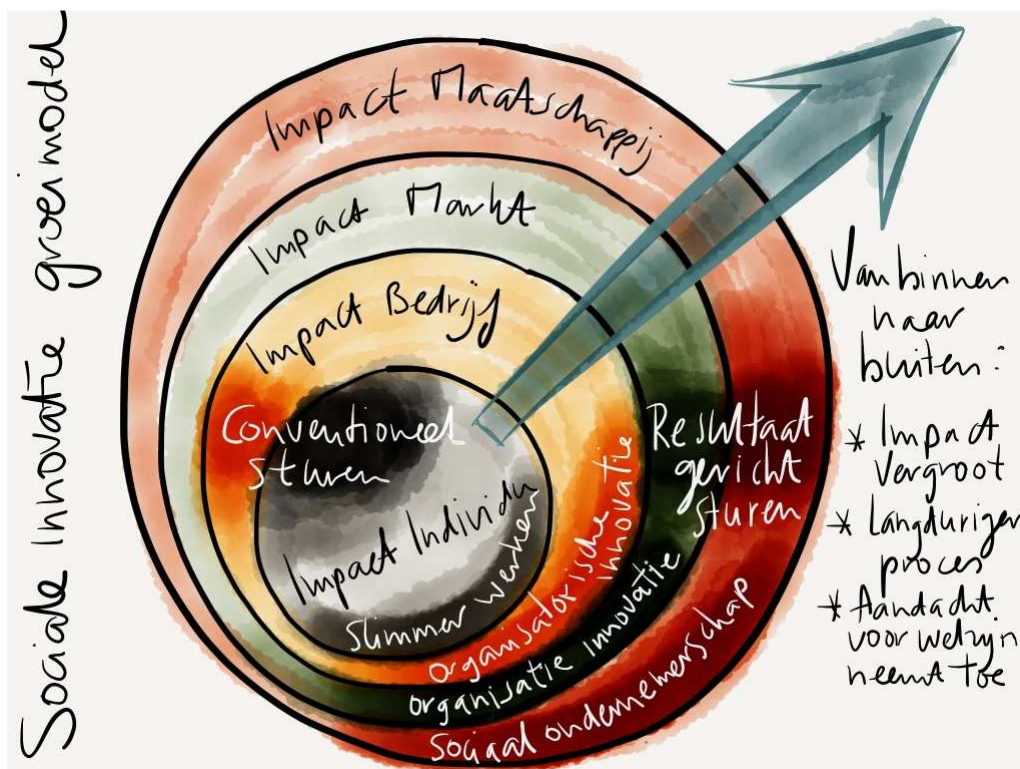 Sociale Innovatie groeimodel
Impact Maatschappij
Impact Markt
Impact Bedrijf
Conventioneel
sturen
Impact Individu
Slimmer werken
Organisatorische
innovatie
organisatie innovatie
Sociaal ondernemerschap
Resultaat
gericht
sturen
Van binnen
naar
buiten:
* Impact
vergroot
* Langduriger
proces
* Aandacht
voor welzijn
neemt toe